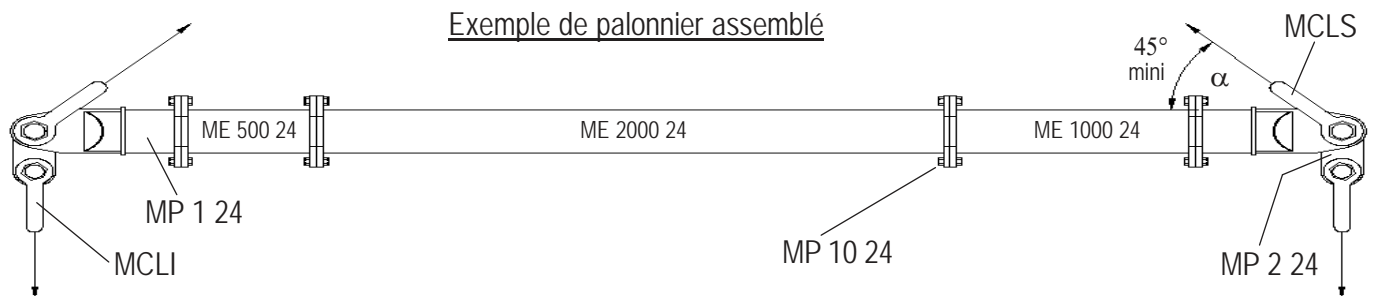 Exemple de palonnier assemblé
MCLS
45°
mini
α
ME 500 24
ME 2000 24
ME 1000 24
MP 1 24
MP 10 24
MP 2 24
MCLI